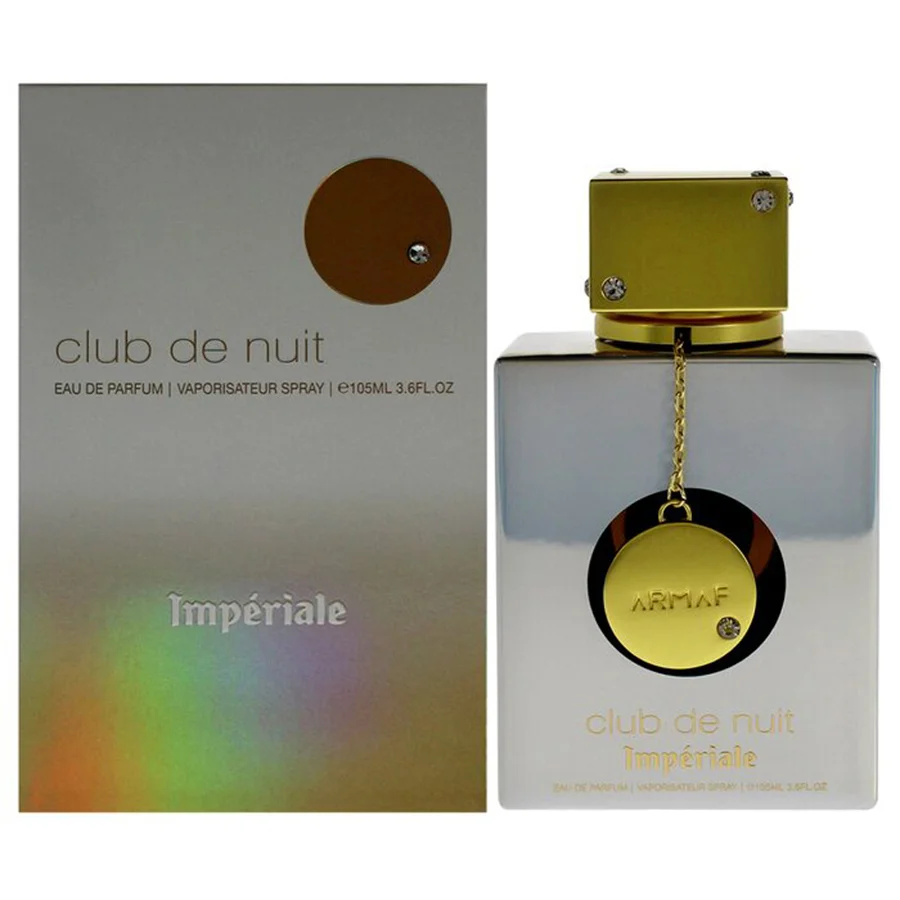 club de nuit
EAU DE PARFUM | VAPORISATEUR SPRAY | ℮105ML 3.6FL.OZ
Impériale
ARMAF
club de nuit
Impériale
EAU DE PARFUM | VAPORISATEUR SPRAY | ℮105ML 3.6FL.OZ